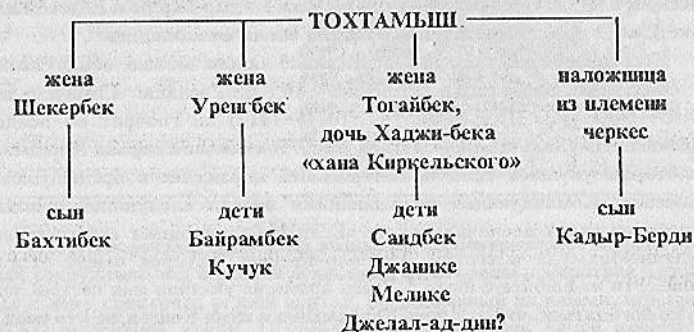 ТОХТАМЫШ
жена жена жена наложница
Шекербек Уренгбек Тогайбек, из племени
дочь Хаджи-бека черкес
«хана Киркельского»
сын дети дети сын
Бахтибек Байрамбек Саидбек Кадыр-Берди
Кучук Джанике
Мелике
Джелал-ад-дин?